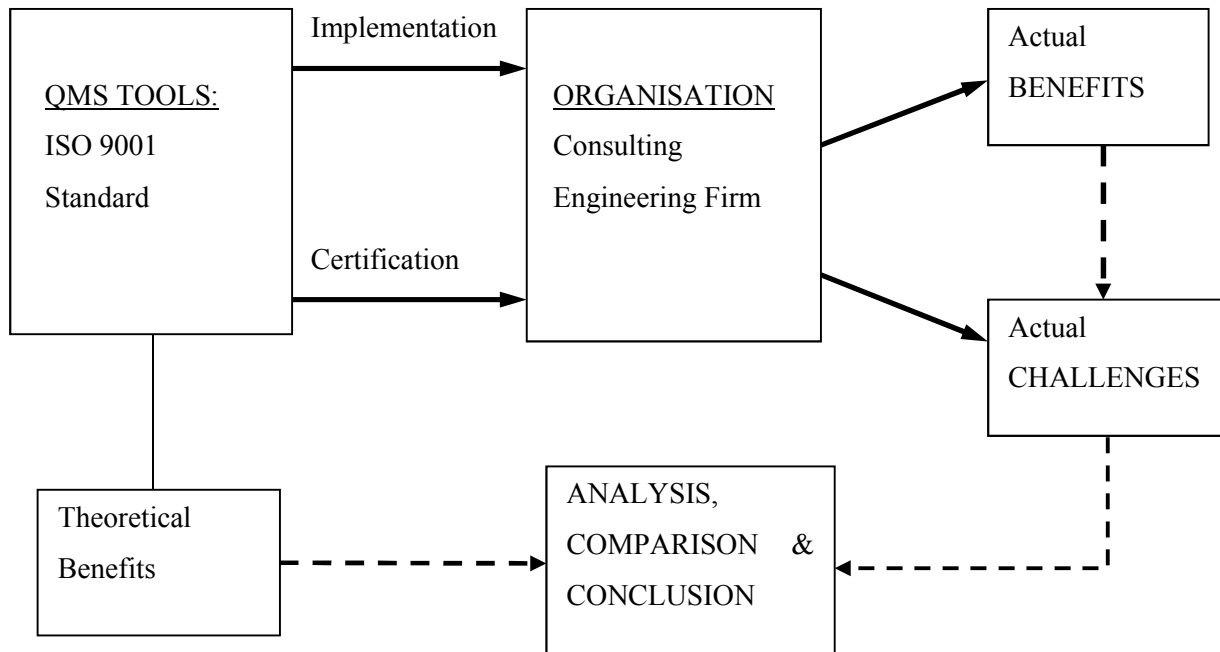 Implementation
QMS TOOLS:
ISO 9001
Standard
Certification
ORGANISATION
Consulting
Engineering Firm
Actual
BENEFITS
Actual
CHALLENGES
Theoretical
Benefits
ANALYSIS,
COMPARISON &
CONCLUSION